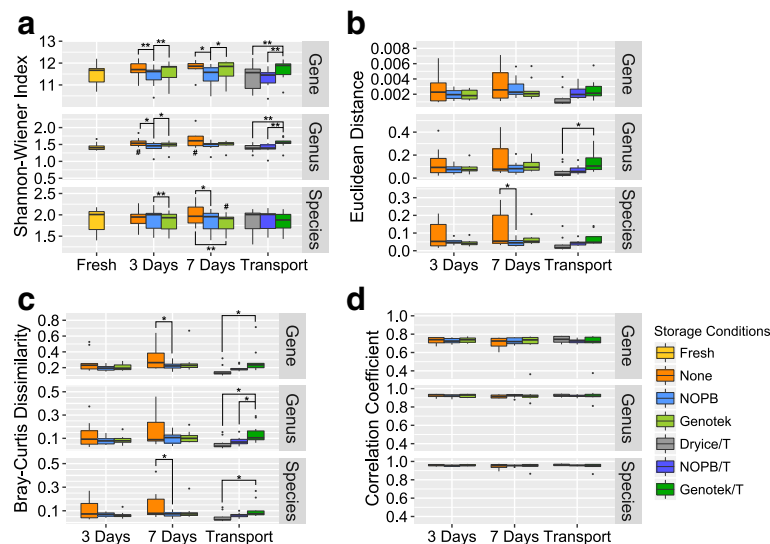 a
Shannon-Wiener Index
13
12
11
** **
* *
**
**
Gene
2.0
1.5
1.0
* *
#
#
**
**
Genus
2.5
2.0
1.5
**
*
#
**
Species
Fresh 3 Days 7 Days Transport
b
Euclidean Distance
0.008
0.006
0.004
0.002
Gene
0.4
0.2
0.0
*
Genus
0.3
0.2
0.1
0.0
*
Species
3 Days 7 Days Transport
c
Bray-Curtis Dissimilarity
0.8
0.6
0.4
0.2
*
*
Gene
0.5
0.3
0.1
*
*
Genus
0.5
0.3
0.1
*
*
Species
3 Days 7 Days Transport
d
Correlation Coefficient
1.0
0.8
0.6
0.4
Gene
1.0
0.8
0.6
0.4
Genus
1.0
0.8
0.6
0.4
Species
3 Days 7 Days Transport
Storage Conditions
Fresh
None
NOPB
Genotek
Dryice/T
NOPB/T
Genotek/T